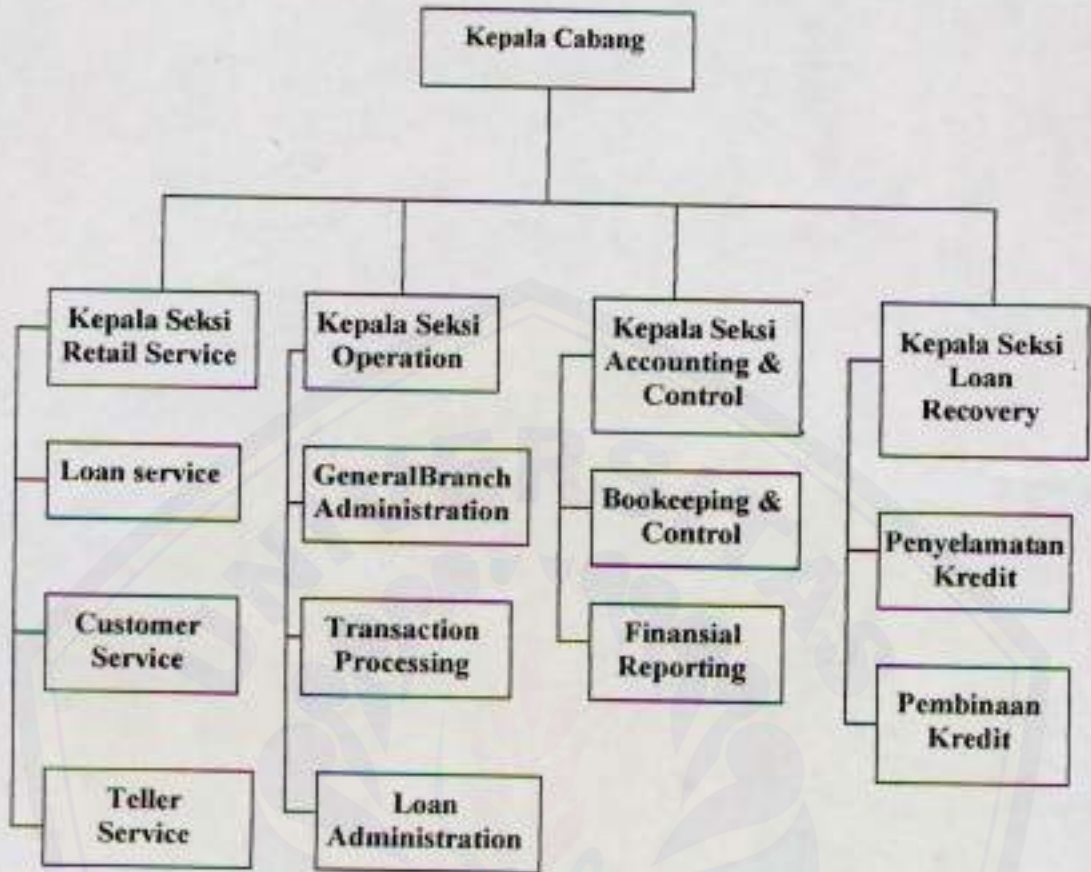 Kepala Cabang
Kepala Seksi
Retail Service
Loan service
Customer
Service
Teller
Service
Kepala Seksi
Operation
GeneralBranch
Administration
Transaction
Processing
Loan
Administration
Kepala Seksi
Accounting &
Control
Bookeeping &
Control
Finansial
Reporting
Kepala Seksi
Loan
Recovery
Penyelamatan
Kredit
Pembinaan
Kredit